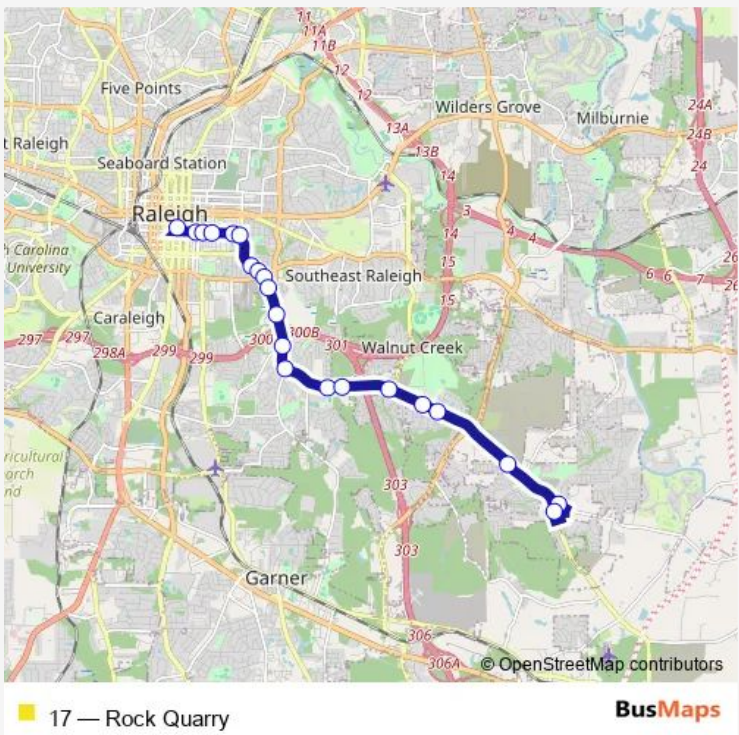 11
11A
11B
12
Five Points
12
Wilders Grove
24A
Milburnie
13A
24B
t Raleigh
13B
Seaboard Station
24
14
Raleigh
3
4
14
4
h Carolina
University
15
26
Southeast Raleigh
6
7
6
26
15
Caraleigh
300
300B
297
297
299
301
Walnut Creek
298A
299
ricultural
earch
nd
303
303
Garner
306
306A
© OpenStreetMap contributors
17 — Rock Quarry
BusMaps